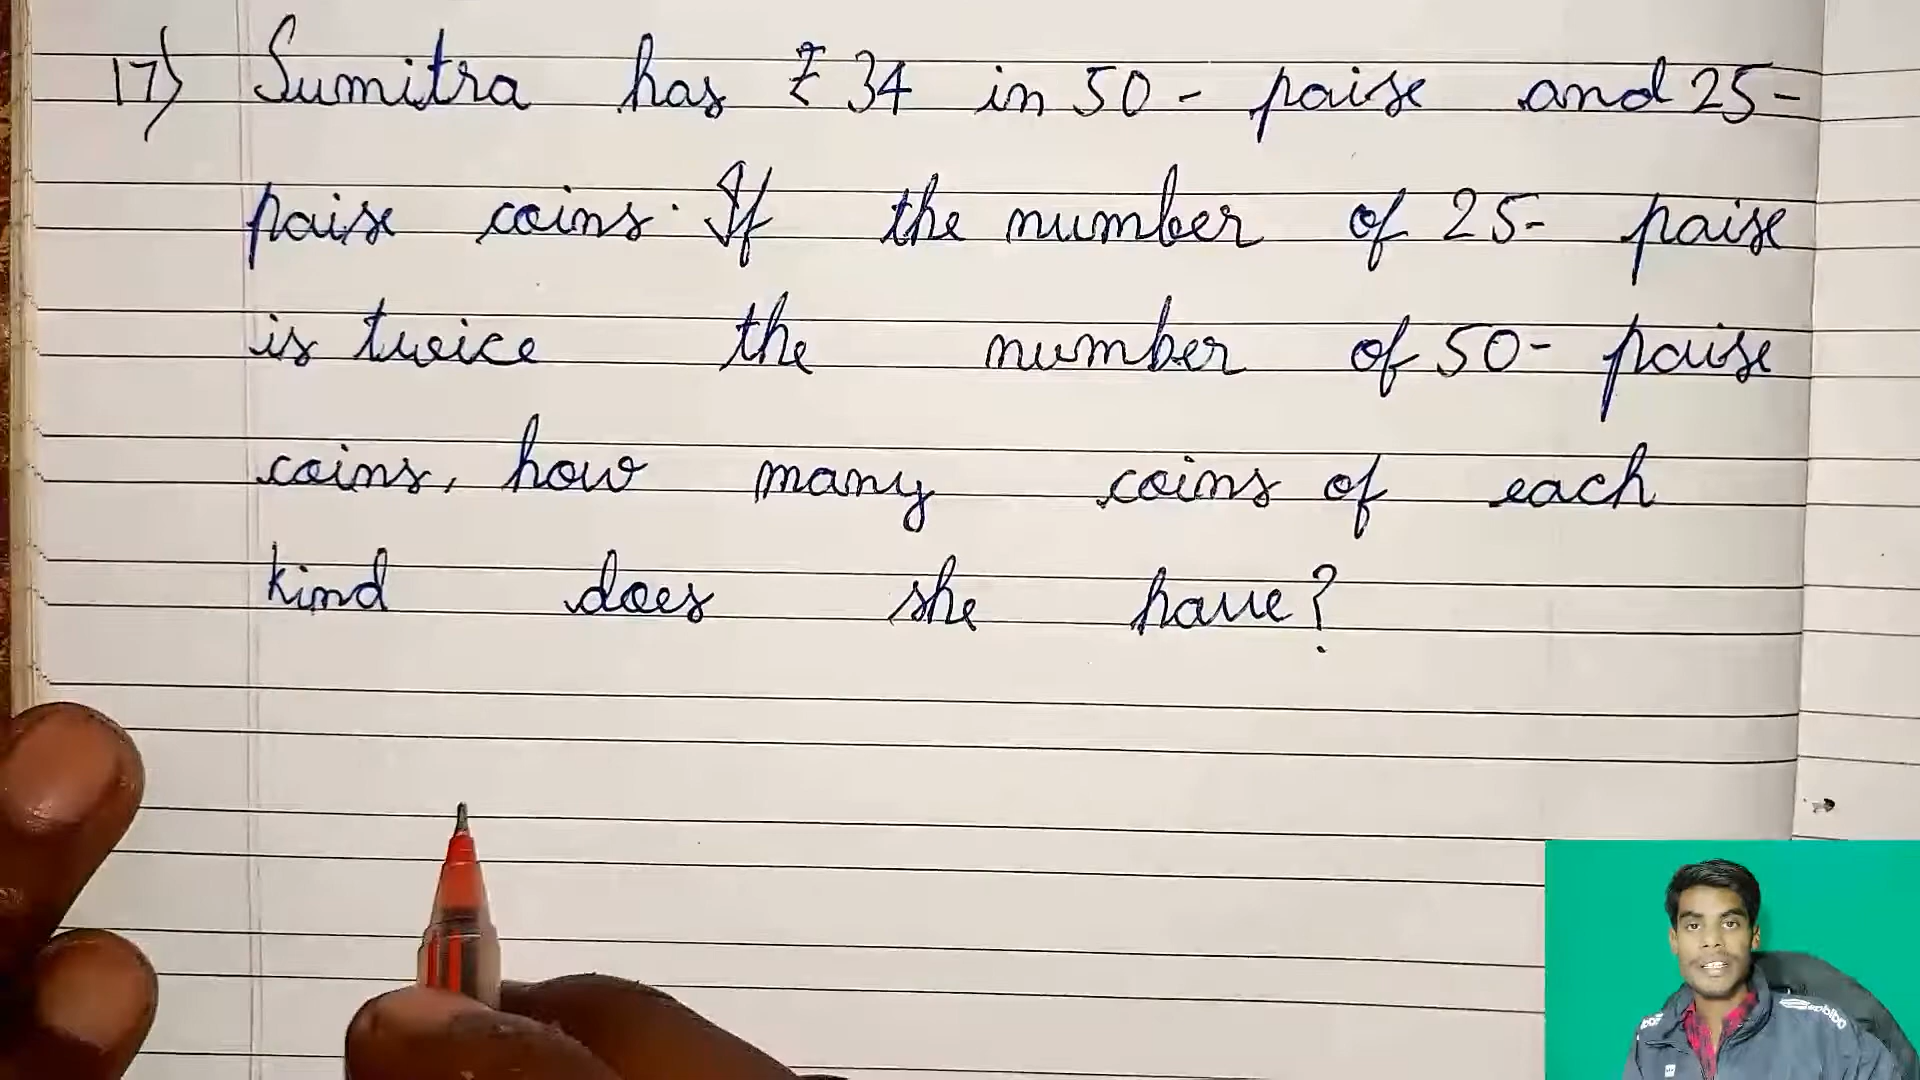 17) Sumitra has ₹ 34 in 50- paise and 25-
paise coins. If the number of 25- paise
is twice the number of 50- paise
coins, how many coins of each
kind does she have?